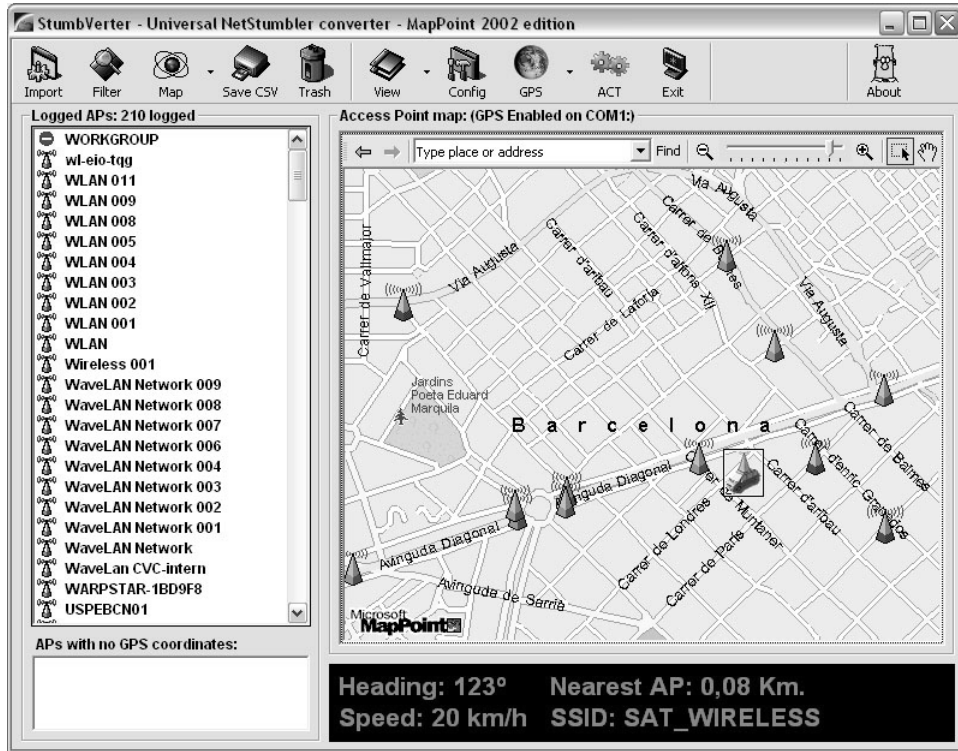 StumbVerter - Universal NetStumbler converter - MapPoint 2002 edition
Import Filter Map Save CSV Trash View Config GPS ACT Exit About
Logged APs: 210 logged
WORKGROUP
wl-eio-tqg
WLAN 011
WLAN 009
WLAN 008
WLAN 005
WLAN 004
WLAN 003
WLAN 002
WLAN 001
WLAN
Wireless 001
WaveLAN Network 009
WaveLAN Network 008
WaveLAN Network 007
WaveLAN Network 006
WaveLAN Network 004
WaveLAN Network 003
WaveLAN Network 002
WaveLAN Network 001
WaveLAN Network
WaveLan CVC-intern
WARPSTAR-1BD9F8
USPEBCN01
APs with no GPS coordinates:
Access Point map: (GPS Enabled on COM1:)
Type place or address Find
Via Augusta
Carrer de Vallmajor
Via Augusta
Carrer d'aribau
Carrer d'alfons XII
Carrer de
Via Augusta
Carrer de Laforja
Jardins
Poeta Eduard
Marquila
Barcelona
Carrer de Balmes
Carrer d'enric
Carrer d'aribau
Avinguda Diagonal
Carrer de Muntaner
Carrer de Londres
Carrer de París
Avinguda Diagonal
Avinguda de Sarrià
Microsoft
MapPoint
Heading: 123º Nearest AP: 0,08 Km.
Speed: 20 km/h SSID: SAT_WIRELESS